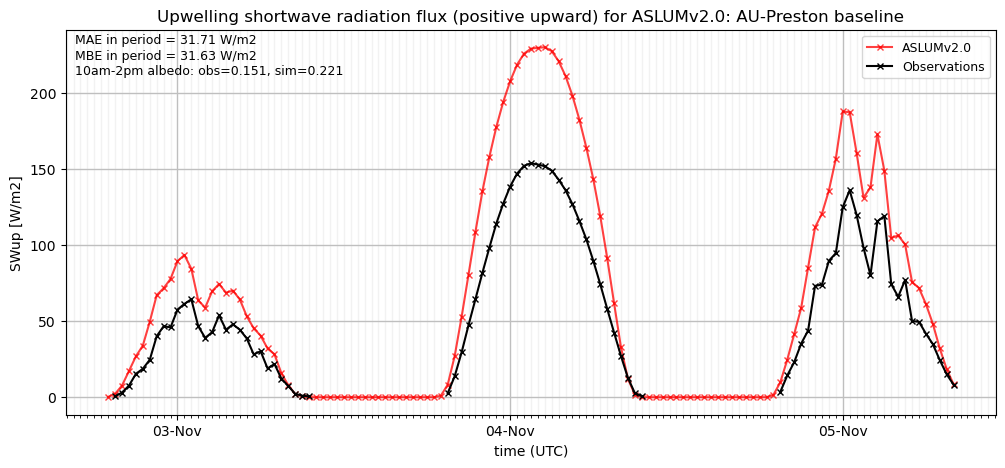 Upwelling shortwave radiation flux (positive upward) for ASLUMv2.0: AU-Preston baseline
MAE in period = 31.71 W/m2
MBE in period = 31.63 W/m2
10am-2pm albedo: obs=0.151, sim=0.221
ASLUMv2.0
Observations
SWup [W/m2]
200
150
100
50
0
03-Nov
04-Nov
05-Nov
time (UTC)